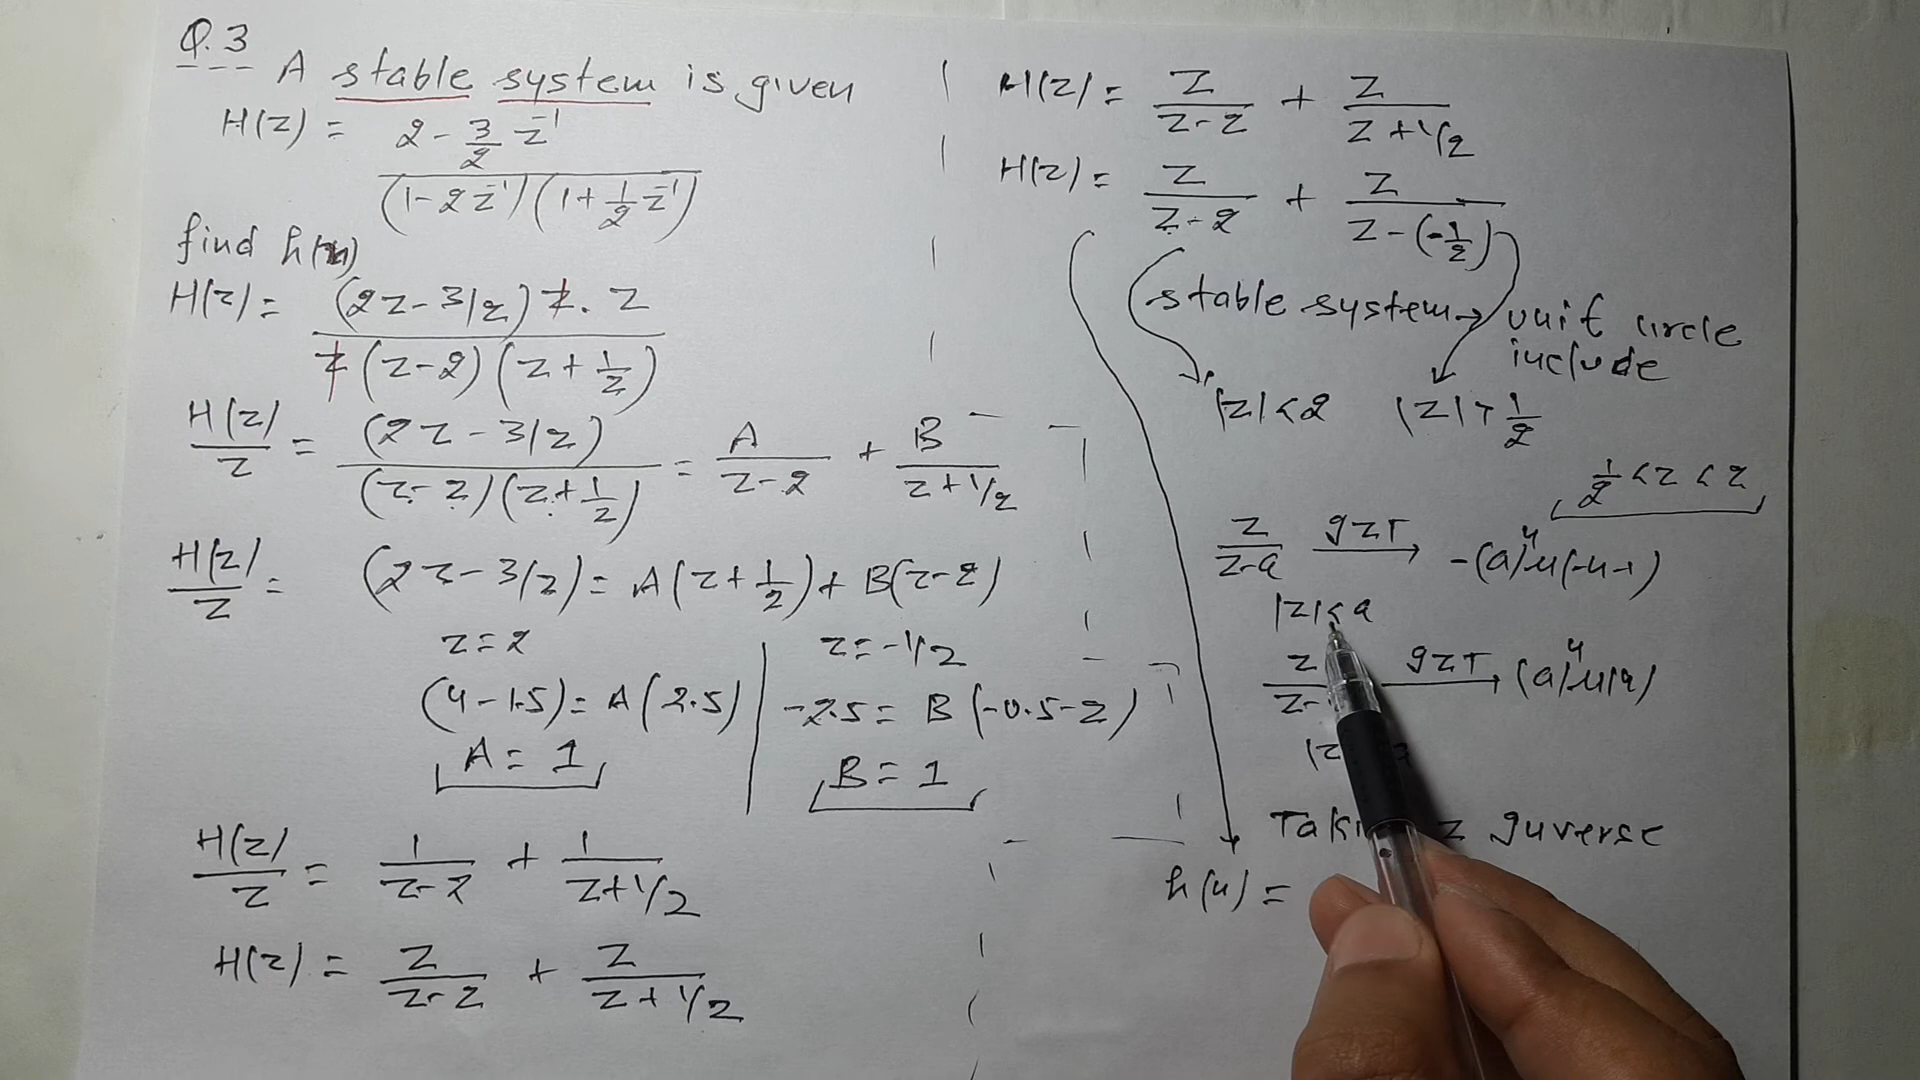 Q.3
A stable system is given
H(z) = 2 - 3/2 z^-1 / (1-2z^-1)(1+1/2 z^-1)
find h(n)
H(z) = (2z-3/2) z. z / z (z-2)(z+1/2)
H(z)/z = (2z-3/2) / (z-2)(z+1/2) = A / z-2 + B / z+1/2
H(z)/z = (2z-3/2) = A(z+1/2) + B(z-2)
z=2
(4-1.5) = A(2.5)
A = 1
z=-1/2
-2.5 = B(-0.5-2)
B = 1
H(z)/z = 1 / z-2 + 1 / z+1/2
H(z) = z / z-2 + z / z+1/2
H(z) = z / z-2 + z / z+1/2
H(z) = z / z-2 + z / z-(-1/2)
stable system → unit circle
include
|z|<2 |z|>1/2
1/2 < z < 2
z / z-a IZT → -(a)^n u(-n-1)
|z|<a
z / z- IZT → (a)^n u(n)
|z
Taki z Inverse
h(n) =